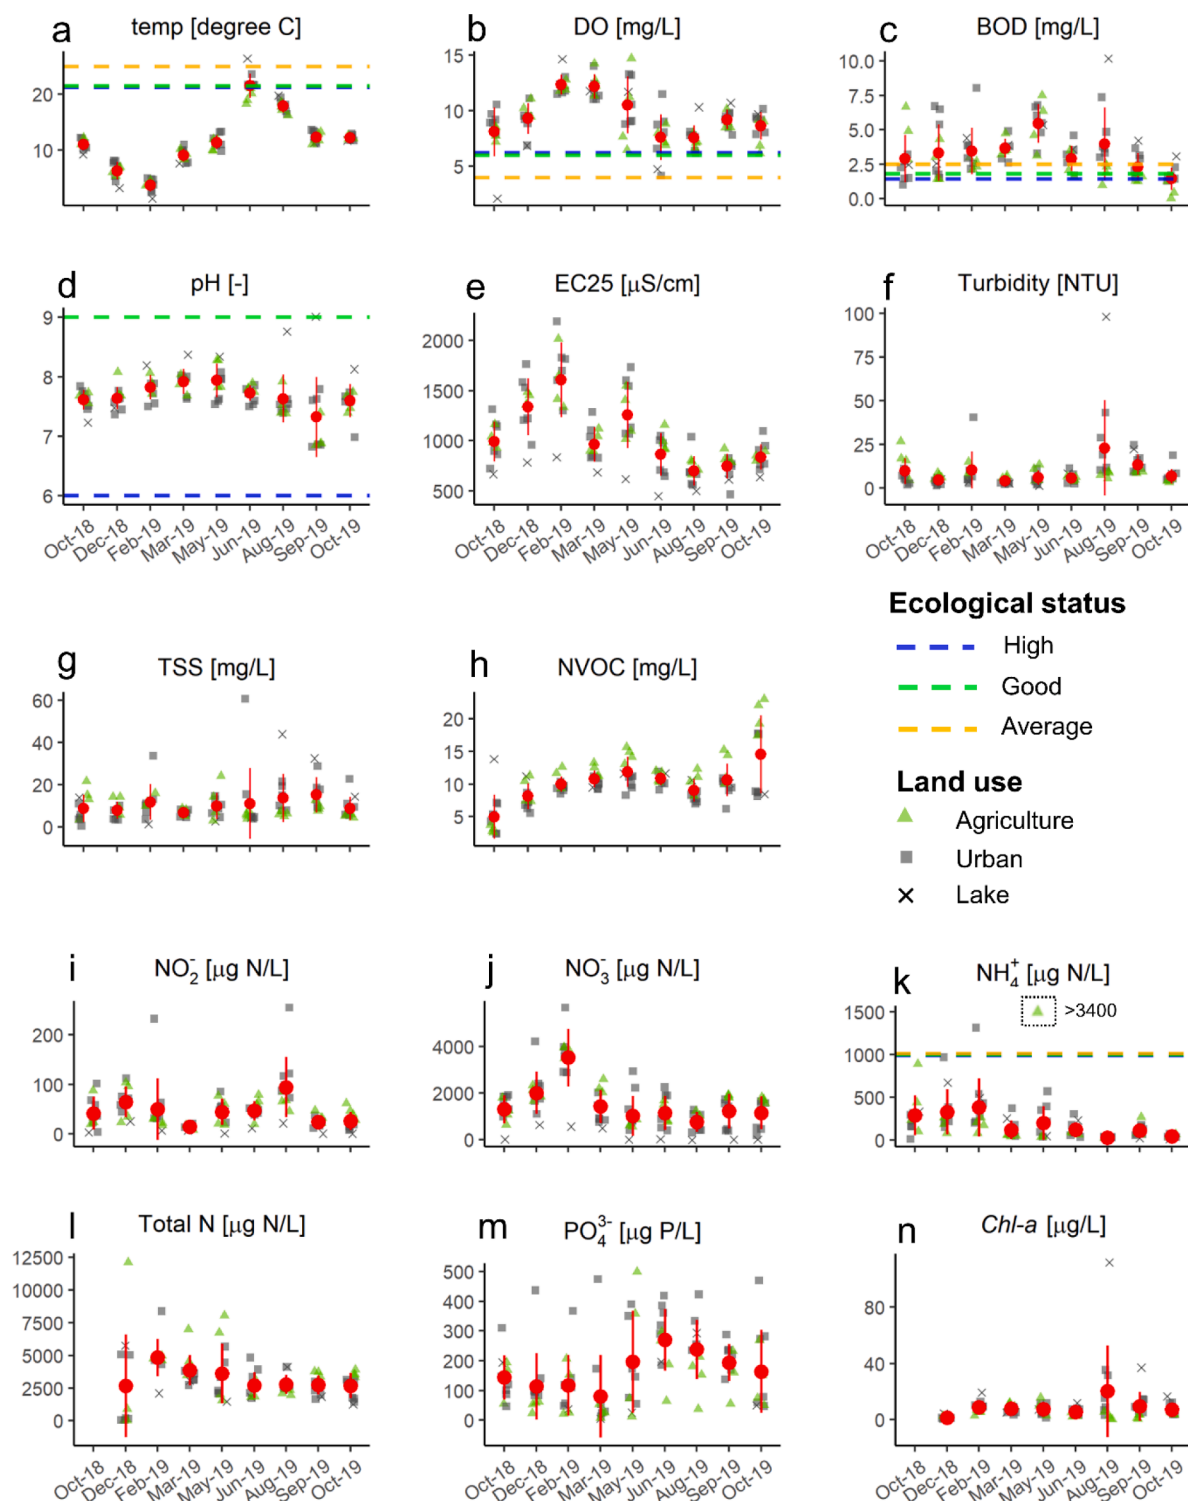 a temp [degree C]
b DO [mg/L]
c BOD [mg/L]
20
10
15
10
5
10.0
7.5
5.0
2.5
0.0
d pH [-]
e EC25 [μS/cm]
f Turbidity [NTU]
9
8
7
6
2000
1500
1000
500
100
75
50
25
0
Oct-18 Dec-18 Feb-19 Mar-19 May-19 Jun-19 Aug-19 Sep-19 Oct-19
Oct-18 Dec-18 Feb-19 Mar-19 May-19 Jun-19 Aug-19 Sep-19 Oct-19
Oct-18 Dec-18 Feb-19 Mar-19 May-19 Jun-19 Aug-19 Sep-19 Oct-19
Ecological status
High
Good
Average
Land use
Agriculture
Urban
Lake
g TSS [mg/L]
h NVOC [mg/L]
60
40
20
0
20
15
10
5
i NO₂⁻ [μg N/L]
j NO₃⁻ [μg N/L]
k NH₄⁺ [μg N/L]
>3400
200
100
0
4000
2000
0
1500
1000
500
0
l Total N [μg N/L]
m PO₄³⁻ [μg P/L]
n Chl-a [μg/L]
12500
10000
7500
5000
2500
0
500
400
300
200
100
0
80
40
0
Oct-18 Dec-18 Feb-19 Mar-19 May-19 Jun-19 Aug-19 Sep-19 Oct-19
Oct-18 Dec-18 Feb-19 Mar-19 May-19 Jun-19 Aug-19 Sep-19 Oct-19
Oct-18 Dec-18 Feb-19 Mar-19 May-19 Jun-19 Aug-19 Sep-19 Oct-19